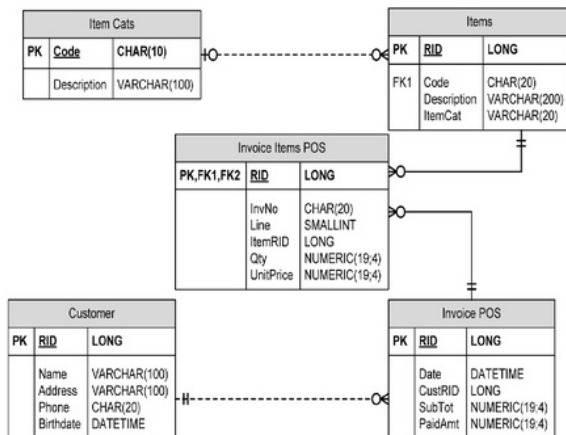 Item Cats
PK Code CHAR(10)
Description VARCHAR(100)
Items
PK RID LONG
FK1 Code CHAR(20)
Description VARCHAR(200)
ItemCat VARCHAR(20)
Invoice Items POS
PK,FK1,FK2 RID LONG
InvNo CHAR(20)
Line SMALLINT
ItemRID LONG
Qty NUMERIC(19;4)
UnitPrice NUMERIC(19;4)
Customer
PK RID LONG
Name VARCHAR(100)
Address VARCHAR(100)
Phone CHAR(20)
Birthdate DATETIME
Invoice POS
PK RID LONG
Date DATETIME
CustRID LONG
SubTot NUMERIC(19;4)
PaidAmt NUMERIC(19;4)